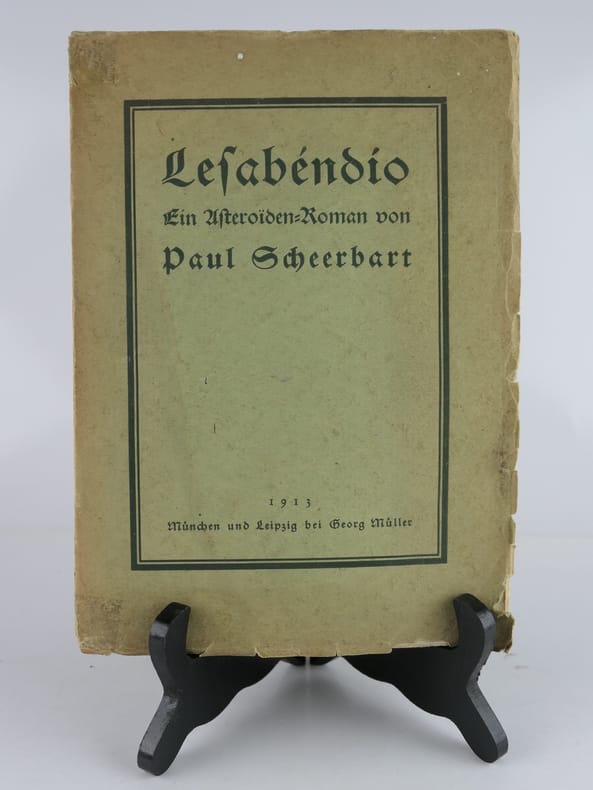 Leſabéndio
Ein Aſteroïden-Roman von
Paul Scheerbart
1913
München und Leipzig bei Georg Müller